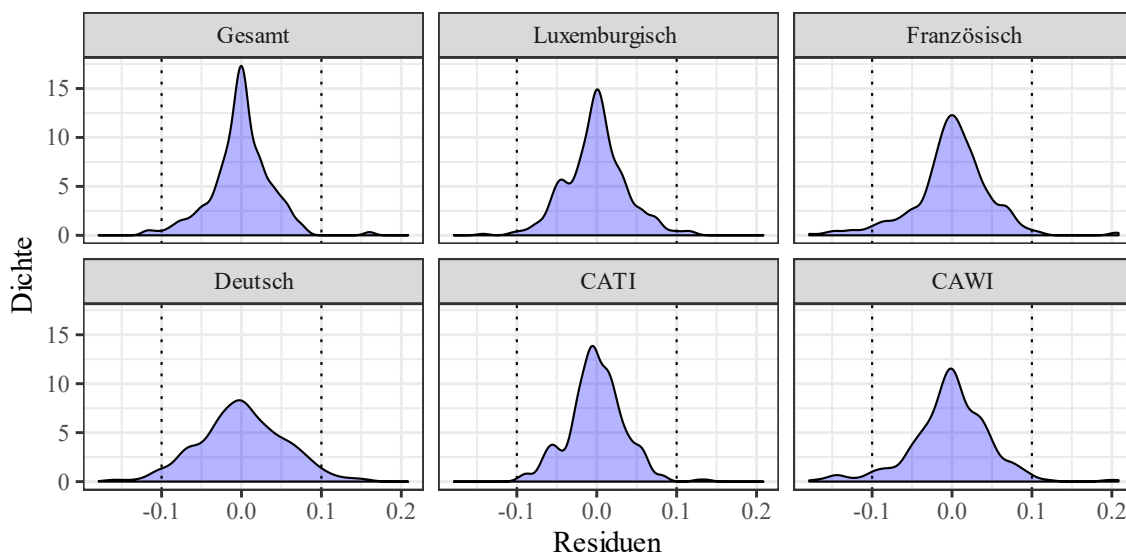 Gesamt
Luxemburgisch
Französisch
15
10
5
0
Dichte
Deutsch
CATI
CAWI
15
10
5
0
-0.1 0.0 0.1 0.2
-0.1 0.0 0.1 0.2
-0.1 0.0 0.1 0.2
Residuen